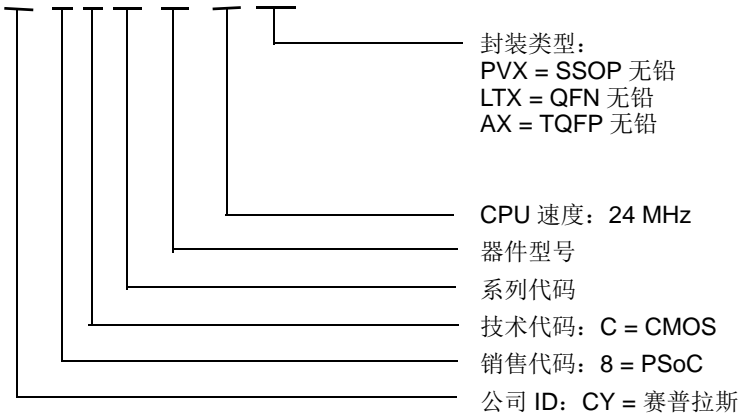 封装类型：
PVX = SSOP 无铅
LTX = QFN 无铅
AX = TQFP 无铅
CPU 速度：24 MHz
器件型号
系列代码
技术代码：C = CMOS
销售代码：8 = PSoC
公司 ID：CY = 赛普拉斯